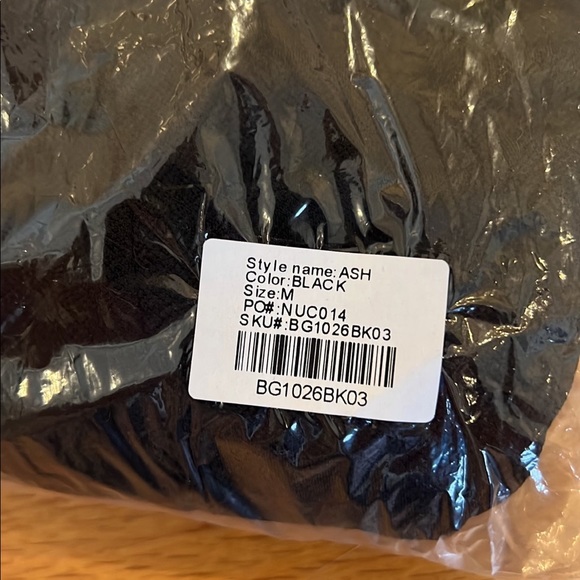 Style name:ASH
Color:BLACK
Size:M
PO#:NUC014
SKU#:BG1026BK03
BG1026BK03